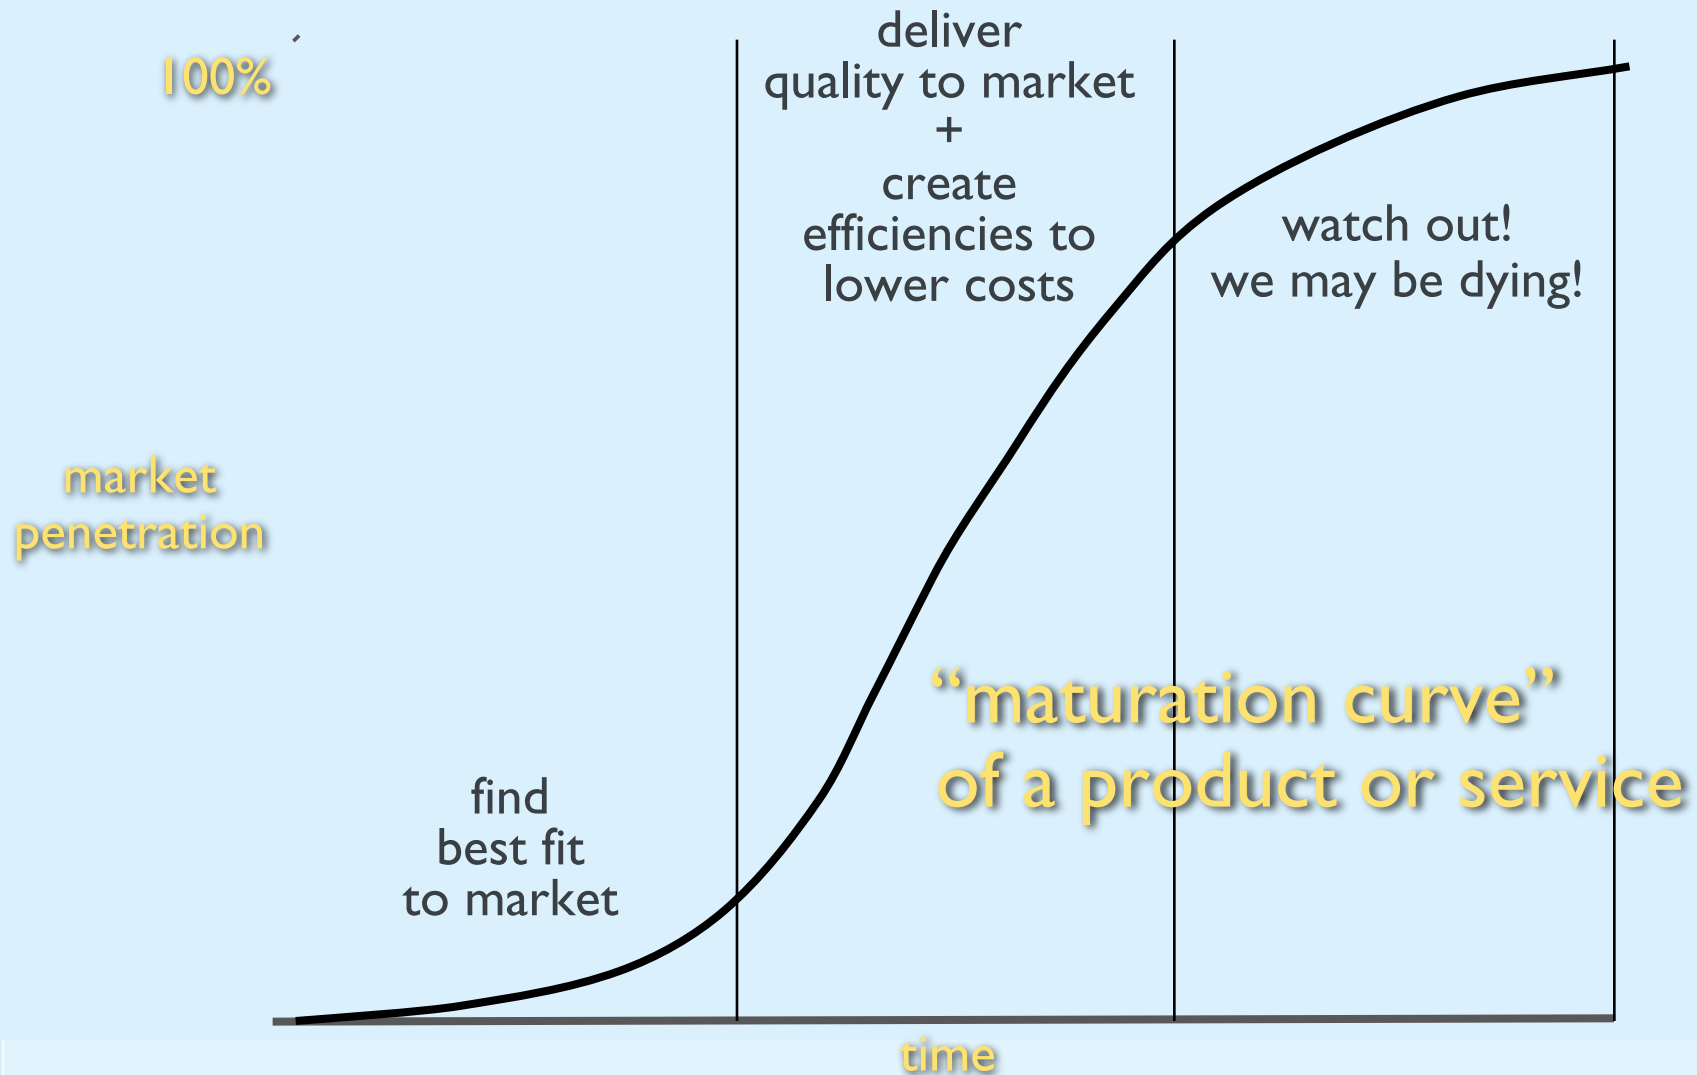 100%
deliver
quality to market
+
create
efficiencies to
lower costs
watch out!
we may be dying!
market
penetration
“maturation curve”
of a product or service
find
best fit
to market
time